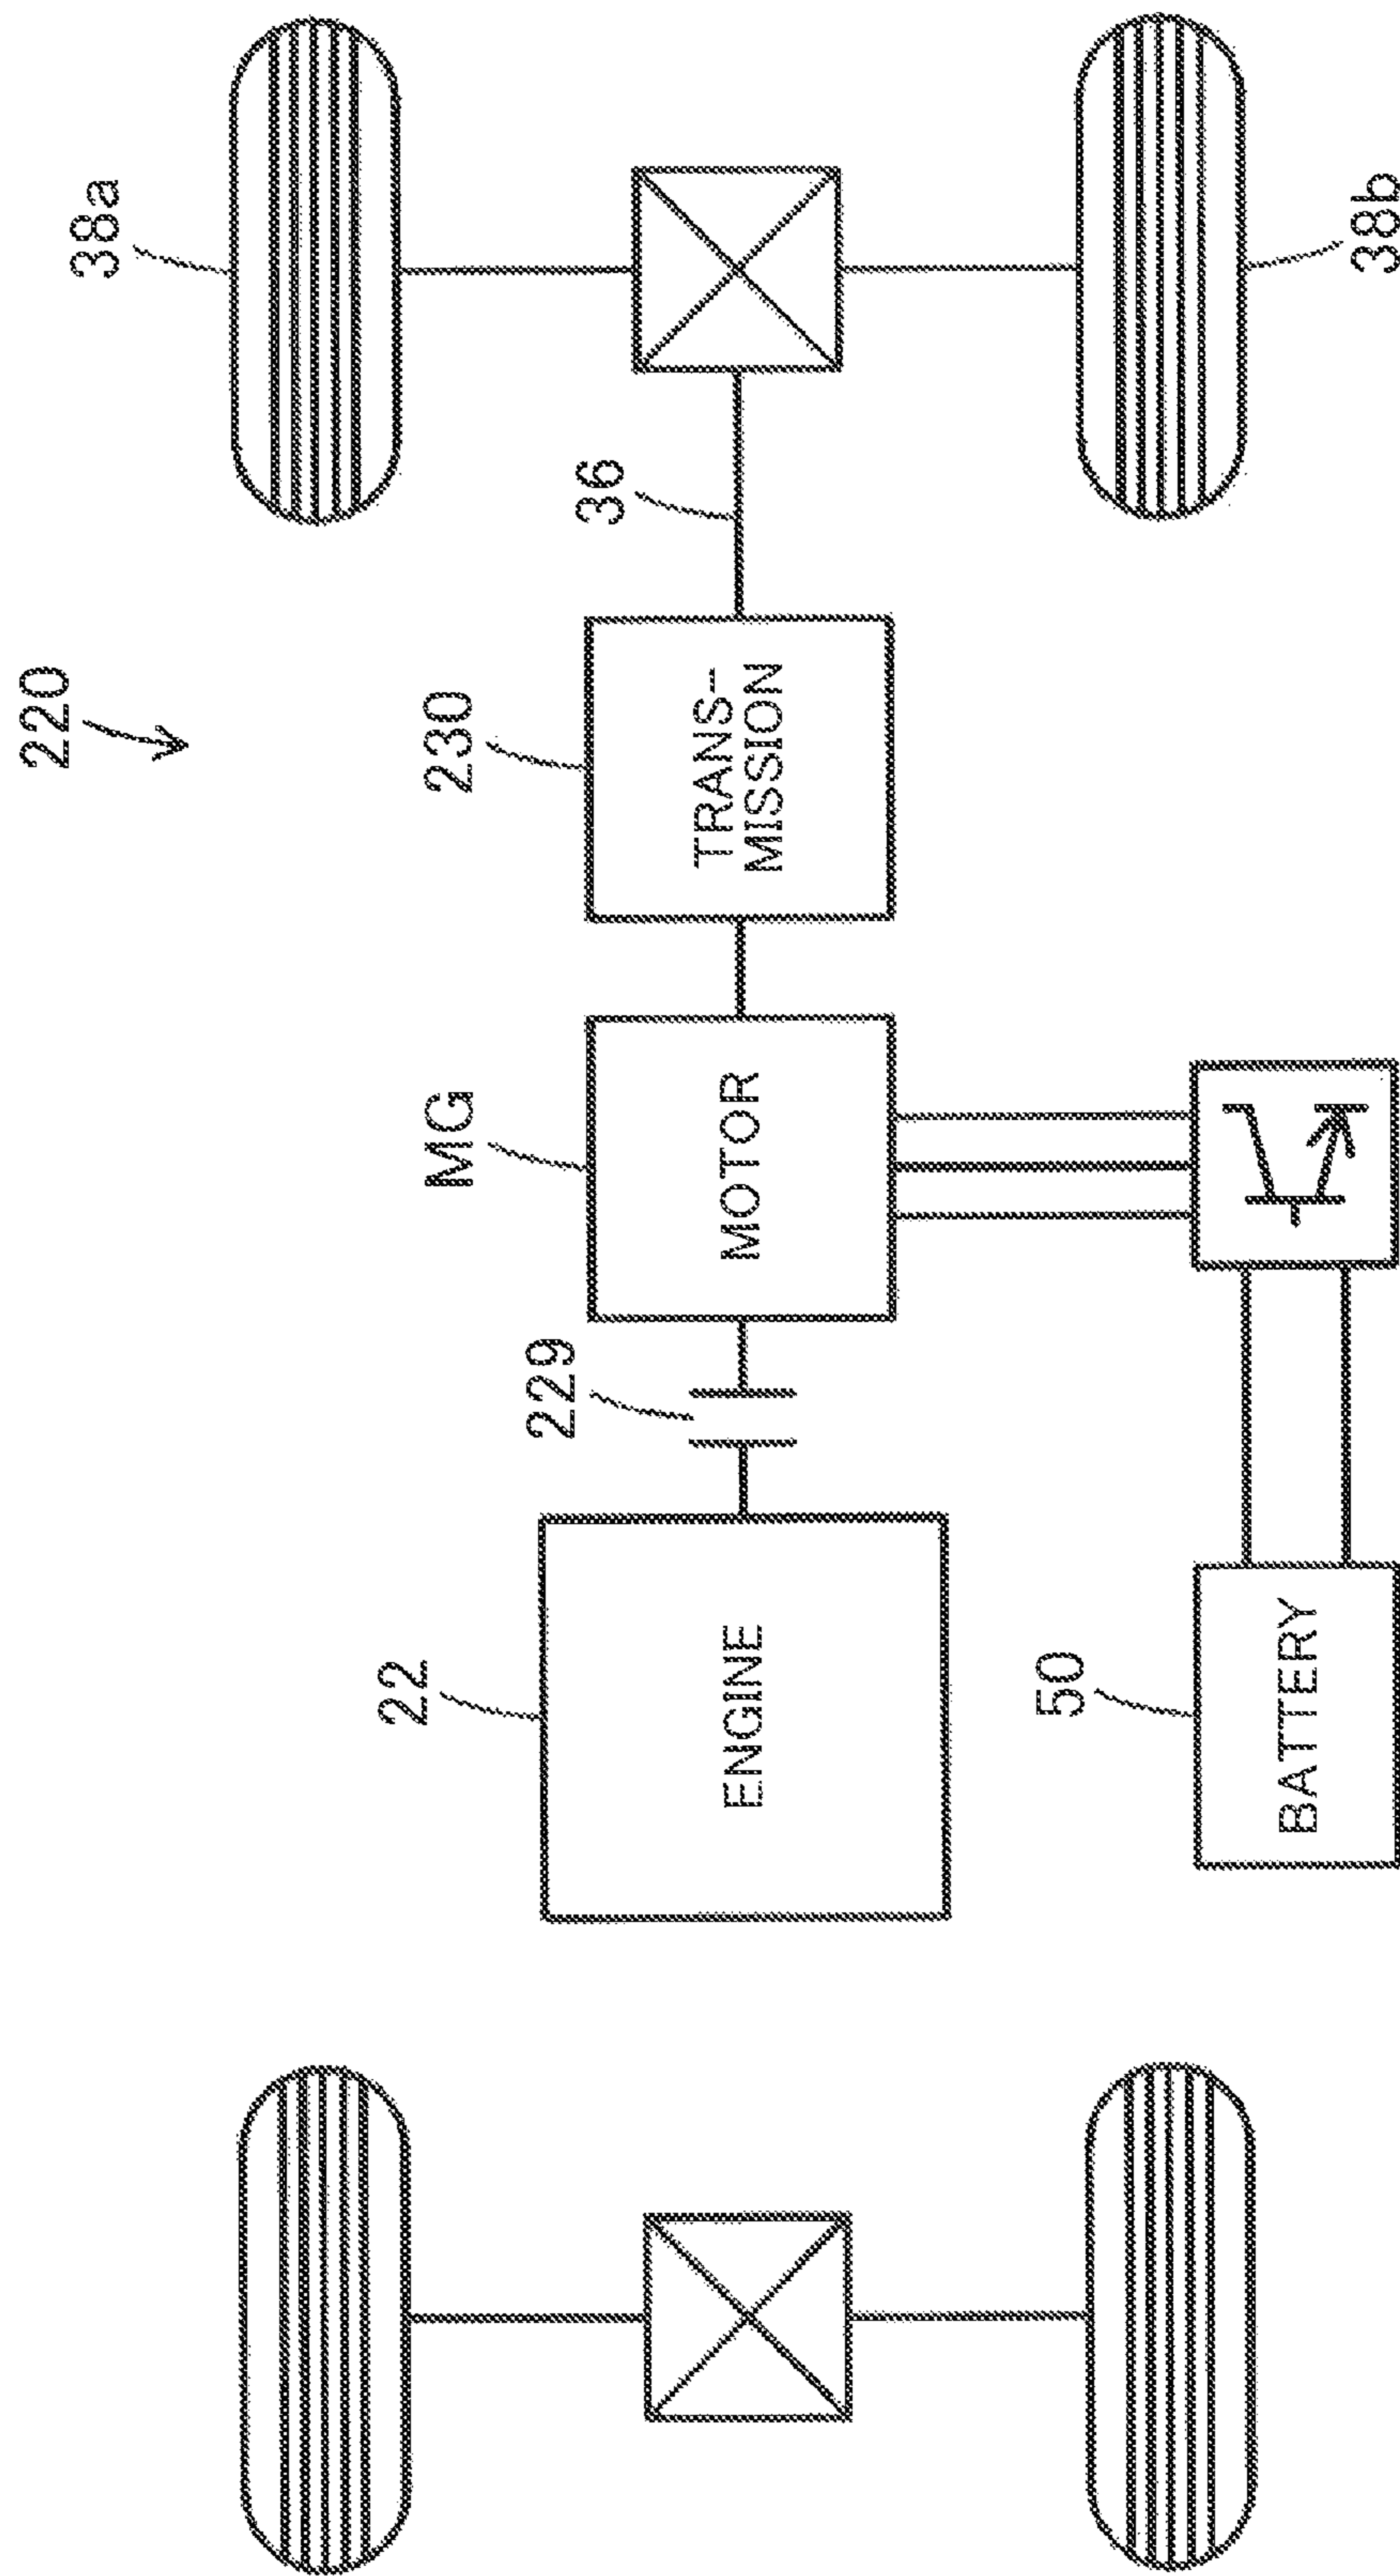 220
38a
36
230
TRANS-
MISSION
MG
MOTOR
229
22
ENGINE
50
BATTERY
38b